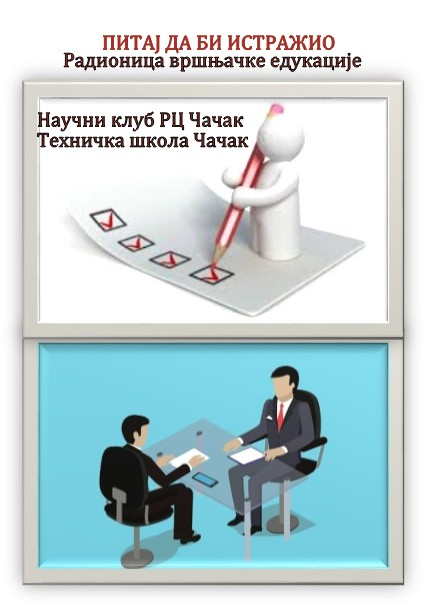 ПИТАЈ ДА БИ ИСТРАЖИО
Радионица вршњачке едукације
Научни клуб РЦ Чачак
Техничка школа Чачак